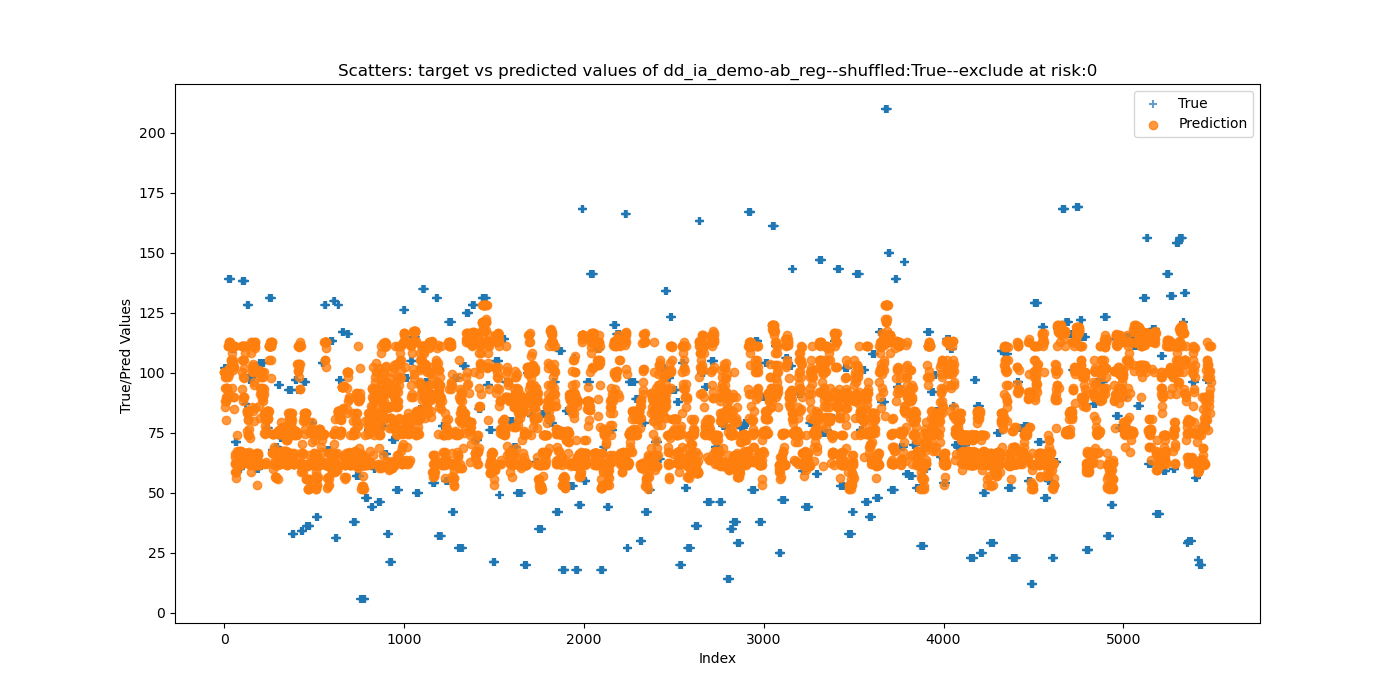 Scatters: target vs predicted values of dd_ia_demo-ab_reg--shuffled:True--exclude at risk:0
True
Prediction
True/Pred Values
200
175
150
125
100
75
50
25
0
0 1000 2000 3000 4000 5000
Index